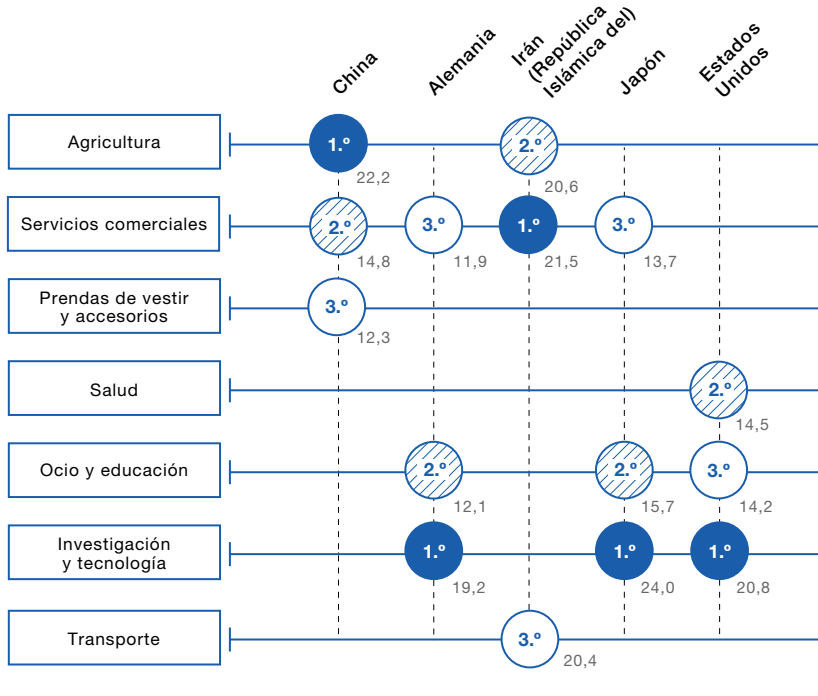 China
Alemania
Irán
(República
Islámica del)
Japón
Estados
Unidos
Agricultura
1.º
22,2
2.º
20,6
Servicios comerciales
2.º
14,8
3.º
11,9
1.º
21,5
3.º
13,7
Prendas de vestir
y accesorios
3.º
12,3
Salud
2.º
14,5
Ocio y educación
2.º
12,1
2.º
15,7
3.º
14,2
Investigación
y tecnología
1.º
19,2
1.º
24,0
1.º
20,8
Transporte
3.º
20,4